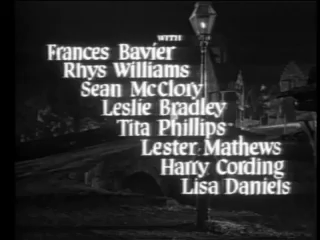 WITH
Frances Bavier
Rhys Williams
Sean McClory
Leslie Bradley
Tita Phillips
Lester Mathews
Harry Cording
Lisa Daniels